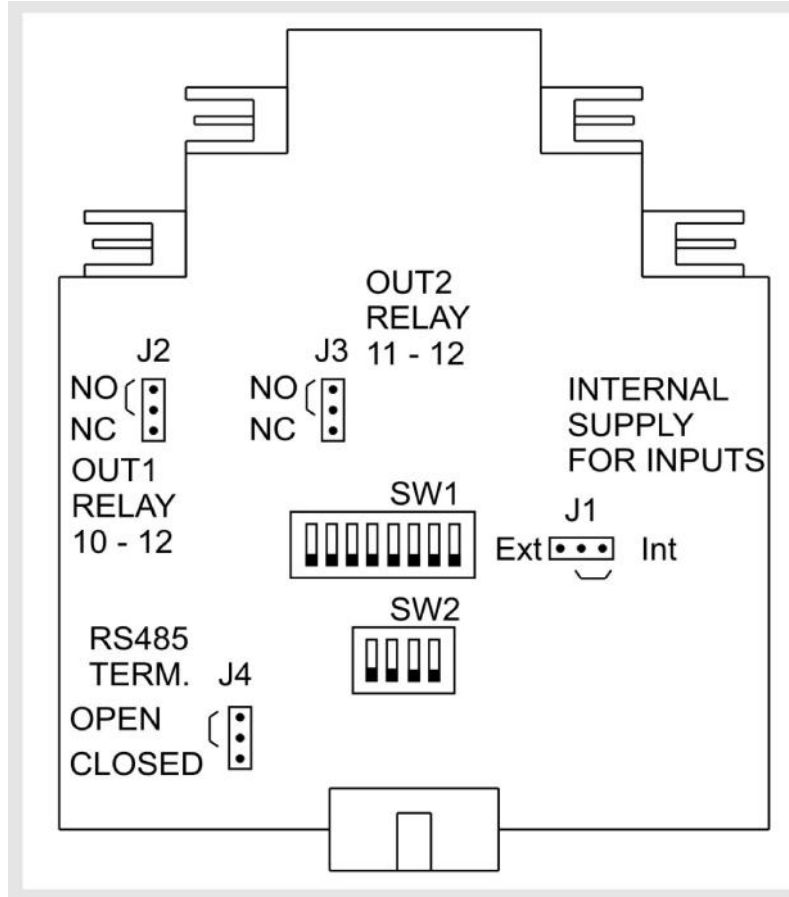 OUT2
RELAY
11 - 12
J2
J3
NO
NC
NO
NC
OUT1
RELAY
10 - 12
INTERNAL
SUPPLY
FOR INPUTS
SW1
J1
Ext
Int
SW2
RS485
TERM.
J4
OPEN
CLOSED